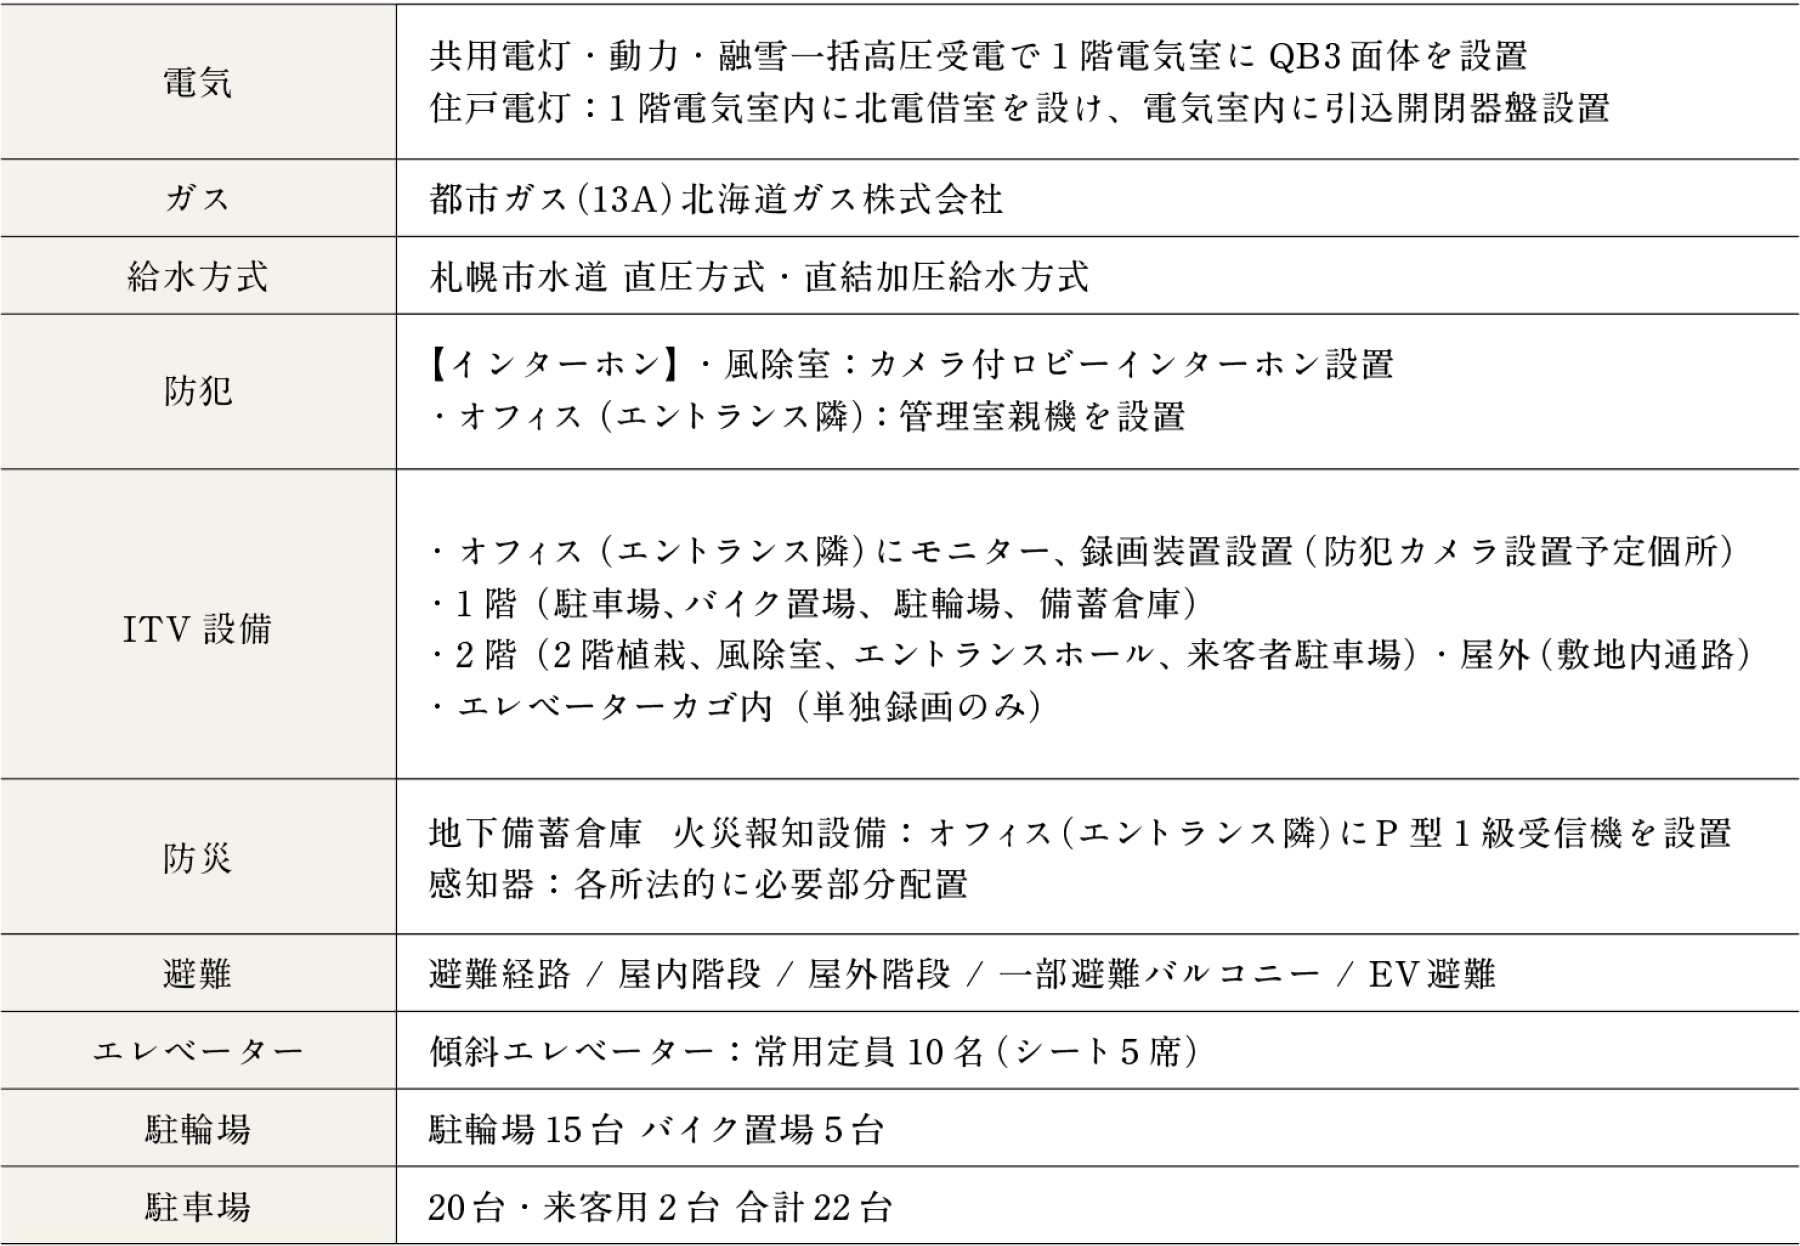 電気
共用電灯・動力・融雪一括高圧受電で1階電気室にQB3面体を設置
住戸電灯：1階電気室内に北電借室を設け、電気室内に引込開閉器盤設置
ガス
都市ガス(13A)北海道ガス株式会社
給水方式
札幌市水道 直圧方式・直結加圧給水方式
防犯
【インターホン】・風除室：カメラ付ロビーインターホン設置
・オフィス（エントランス隣）：管理室親機を設置
ITV 設備
・オフィス（エントランス隣）にモニター、録画装置設置（防犯カメラ設置予定個所）
・1階（駐車場、バイク置場、駐輪場、備蓄倉庫）
・2階（2階植栽、風除室、エントランスホール、来客者駐車場）・屋外（敷地内通路）
・エレベーターカゴ内（単独録画のみ）
防災
地下備蓄倉庫　火災報知設備：オフィス（エントランス隣）にP型1級受信機を設置
感知器：各所法的に必要部分配置
避難
避難経路 / 屋内階段 / 屋外階段 / 一部避難バルコニー / EV避難
エレベーター
傾斜エレベーター：常用定員10名（シート5席）
駐輪場
駐輪場15台 バイク置場5台
駐車場
20台・来客用2台 合計22台